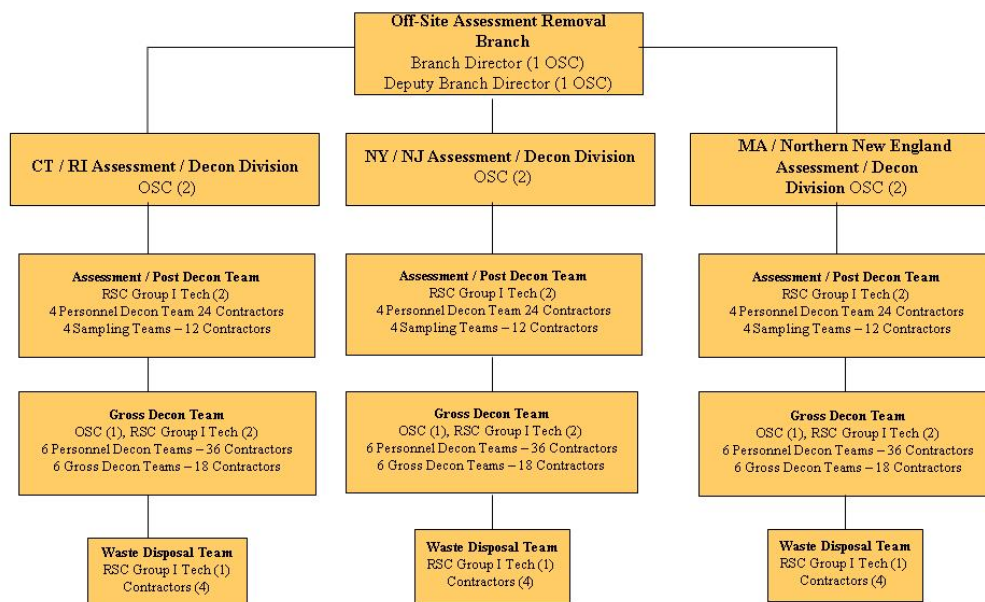 Off-Site Assessment Removal
Branch
Branch Director (1 OSC)
Deputy Branch Director (1 OSC)
CT / RI Assessment / Decon Division
OSC (2)
NY / NJ Assessment / Decon Division
OSC (2)
MA / Northern New England
Assessment / Decon
Division OSC (2)
Assessment / Post Decon Team
RSC Group I Tech (2)
4 Personnel Decon Team 24 Contractors
4 Sampling Teams – 12 Contractors
Assessment / Post Decon Team
RSC Group I Tech (2)
4 Personnel Decon Team 24 Contractors
4 Sampling Teams – 12 Contractors
Assessment / Post Decon Team
RSC Group I Tech (2)
4 Personnel Decon Team 24 Contractors
4 Sampling Teams – 12 Contractors
Gross Decon Team
OSC (1), RSC Group I Tech (2)
6 Personnel Decon Teams – 36 Contractors
6 Gross Decon Teams – 18 Contractors
Gross Decon Team
OSC (1), RSC Group I Tech (2)
6 Personnel Decon Teams – 36 Contractors
6 Gross Decon Teams – 18 Contractors
Gross Decon Team
OSC (1), RSC Group I Tech (2)
6 Personnel Decon Teams – 36 Contractors
6 Gross Decon Teams – 18 Contractors
Waste Disposal Team
RSC Group I Tech (1)
Contractors (4)
Waste Disposal Team
RSC Group I Tech (1)
Contractors (4)
Waste Disposal Team
RSC Group I Tech (1)
Contractors (4)